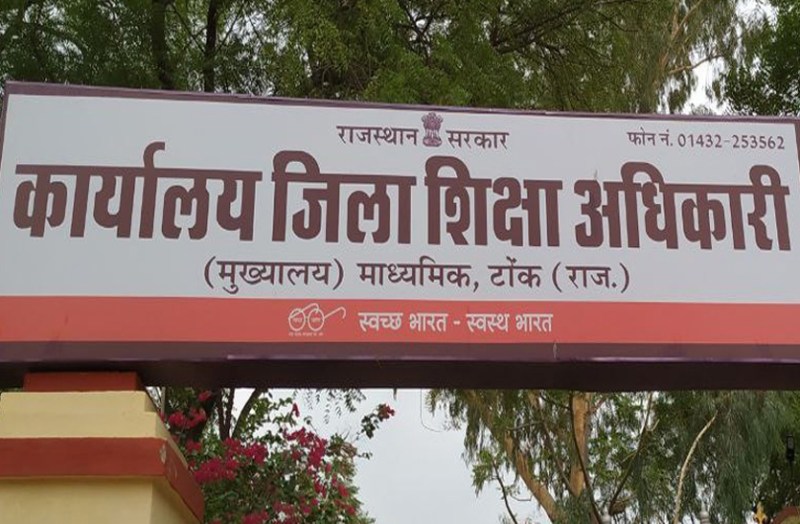 राजस्थान सरकार
फोन नं. 01432-253562
कार्यालय जिला शिक्षा अधिकारी
(मुख्यालय) माध्यमिक, टोंक (राज.)
स्वच्छ भारत - स्वस्थ भारत